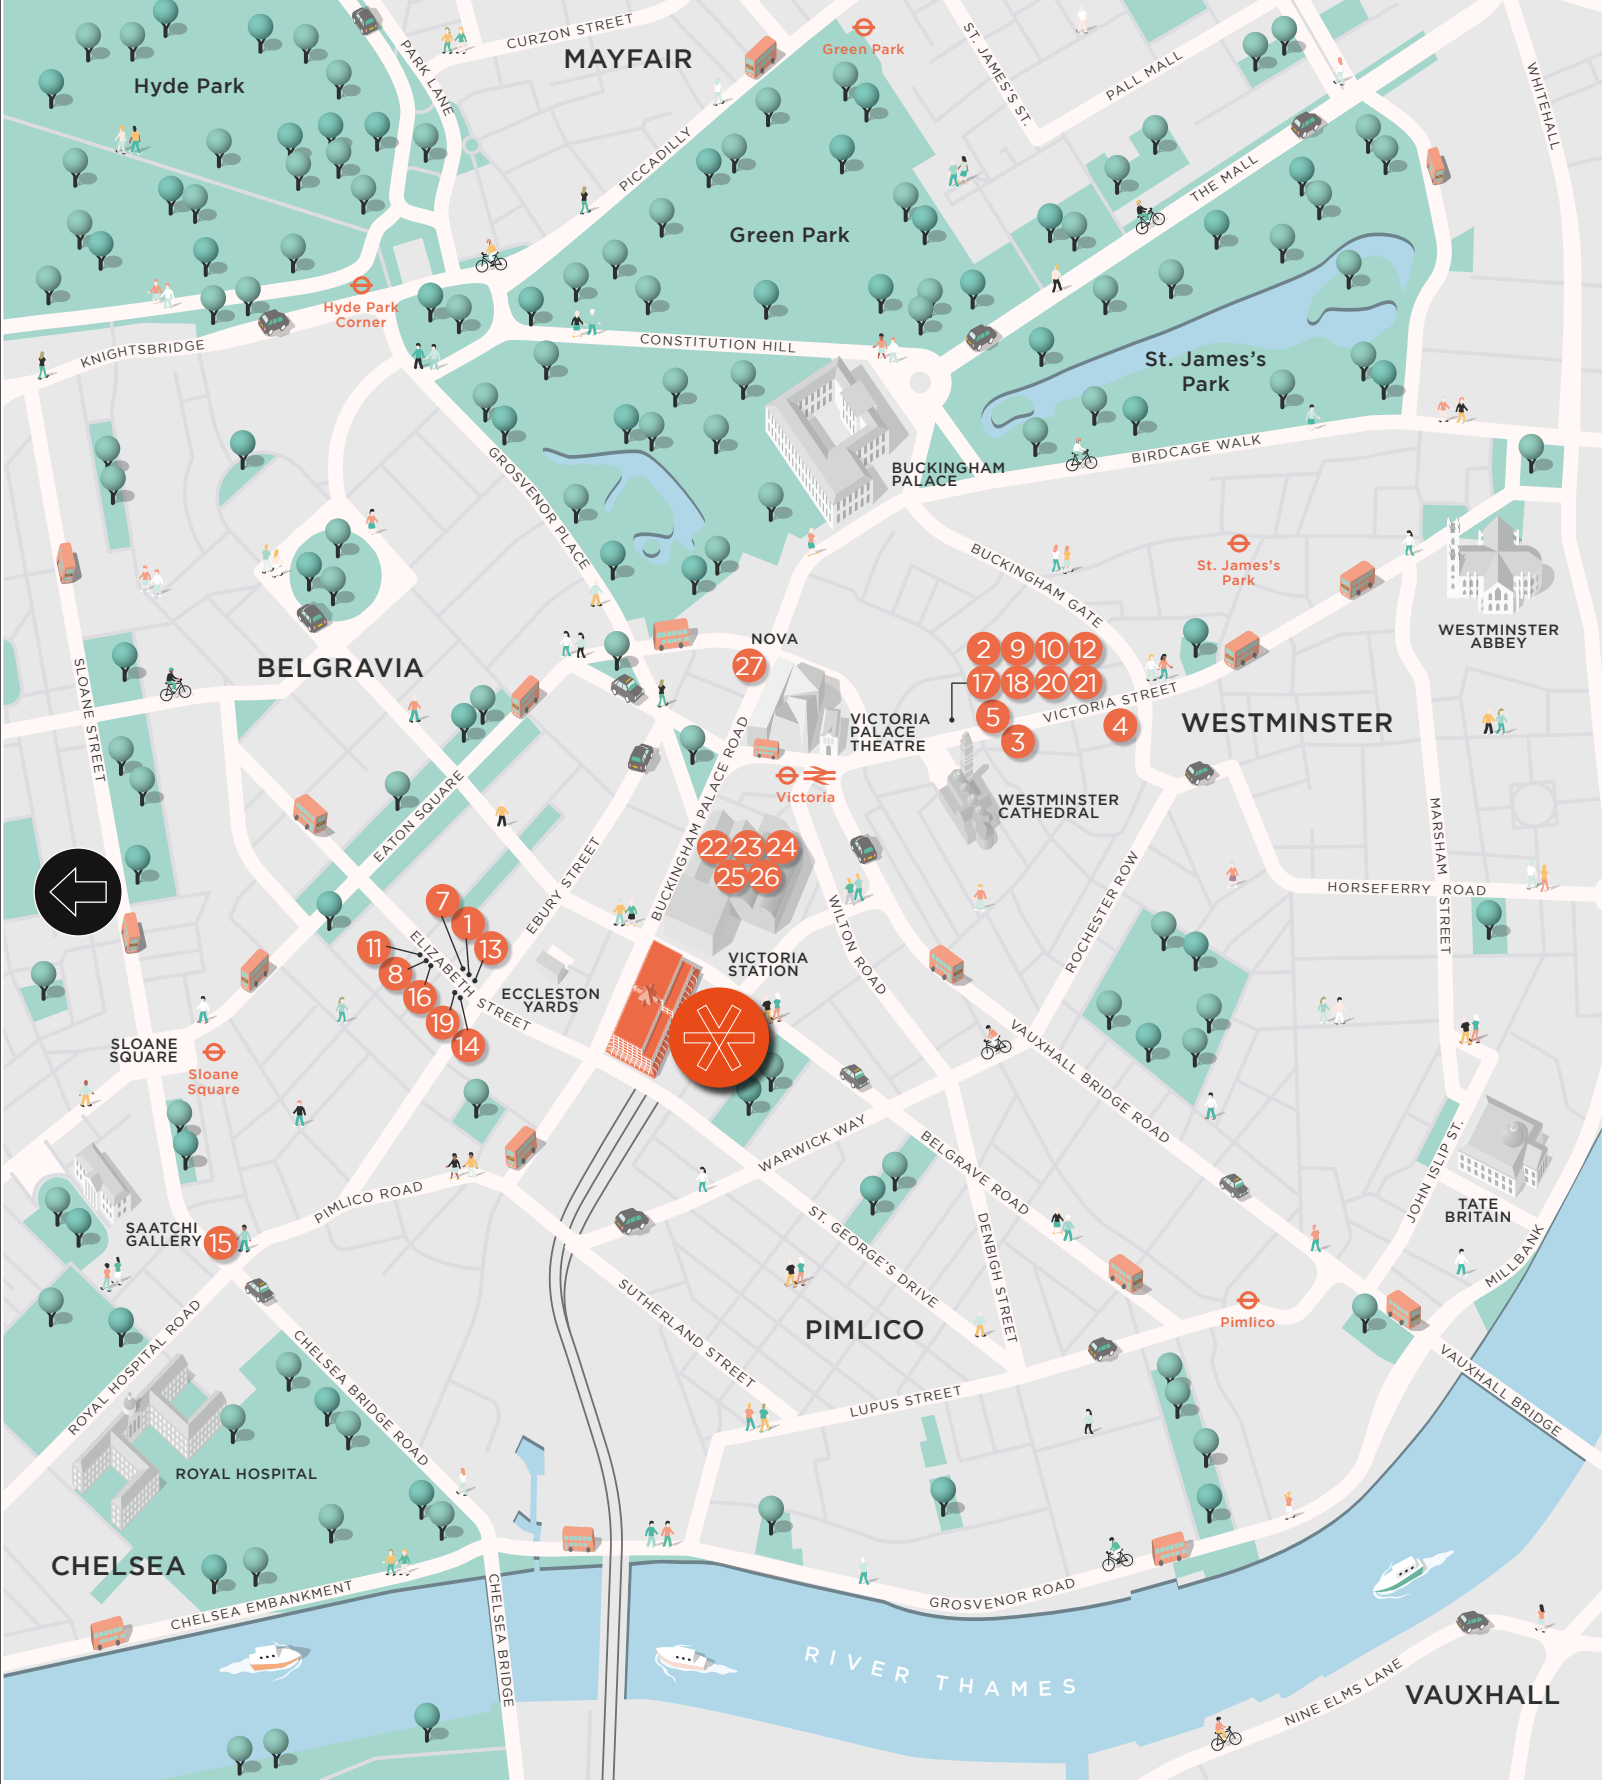 CURZON STREET
MAYFAIR
Green Park
ST. JAMES'S ST.
PALL MALL
WHITEHALL
PARK LANE
Hyde Park
PICCADILLY
THE MALL
Green Park
Hyde Park
Corner
KNIGHTSBRIDGE
CONSTITUTION HILL
St. James's
Park
BIRDCAGE WALK
BUCKINGHAM
PALACE
GROSVENOR PLACE
BUCKINGHAM GATE
St. James's
Park
WESTMINSTER
ABBEY
NOVA
27
2 9 10 12
17 18 20 21
5
3
4
VICTORIA STREET
WESTMINSTER
BELGRAVIA
SLOANE STREET
VICTORIA
PALACE
THEATRE
BUCKINGHAM PALACE ROAD
Victoria
WESTMINSTER
CATHEDRAL
EATON SQUARE
EBURY STREET
22 23 24
25 26
MARSHAM STREET
HORSEFERRY ROAD
ROCHESTER ROW
WILTON ROAD
7
1
13
11
8
16
19
14
ELIZABETH STREET
ECCLESTON
YARDS
VICTORIA
STATION
SLOANE
SQUARE
Sloane
Square
VAUXHALL BRIDGE ROAD
WARWICK WAY
BELGRAVE ROAD
JOHN ISLIP ST.
TATE
BRITAIN
MILLBANK
PIMLICO ROAD
SAATCHI
GALLERY
15
ST. GEORGE'S DRIVE
DENBIGH STREET
SUTHERLAND STREET
PIMLICO
Pimlico
ROYAL HOSPITAL ROAD
CHELSEA BRIDGE ROAD
LUPUS STREET
VAUXHALL BRIDGE
ROYAL HOSPITAL
CHELSEA
CHELSEA EMBANKMENT
CHELSEA BRIDGE
GROSVENOR ROAD
RIVER THAMES
NINE ELMS LANE
VAUXHALL